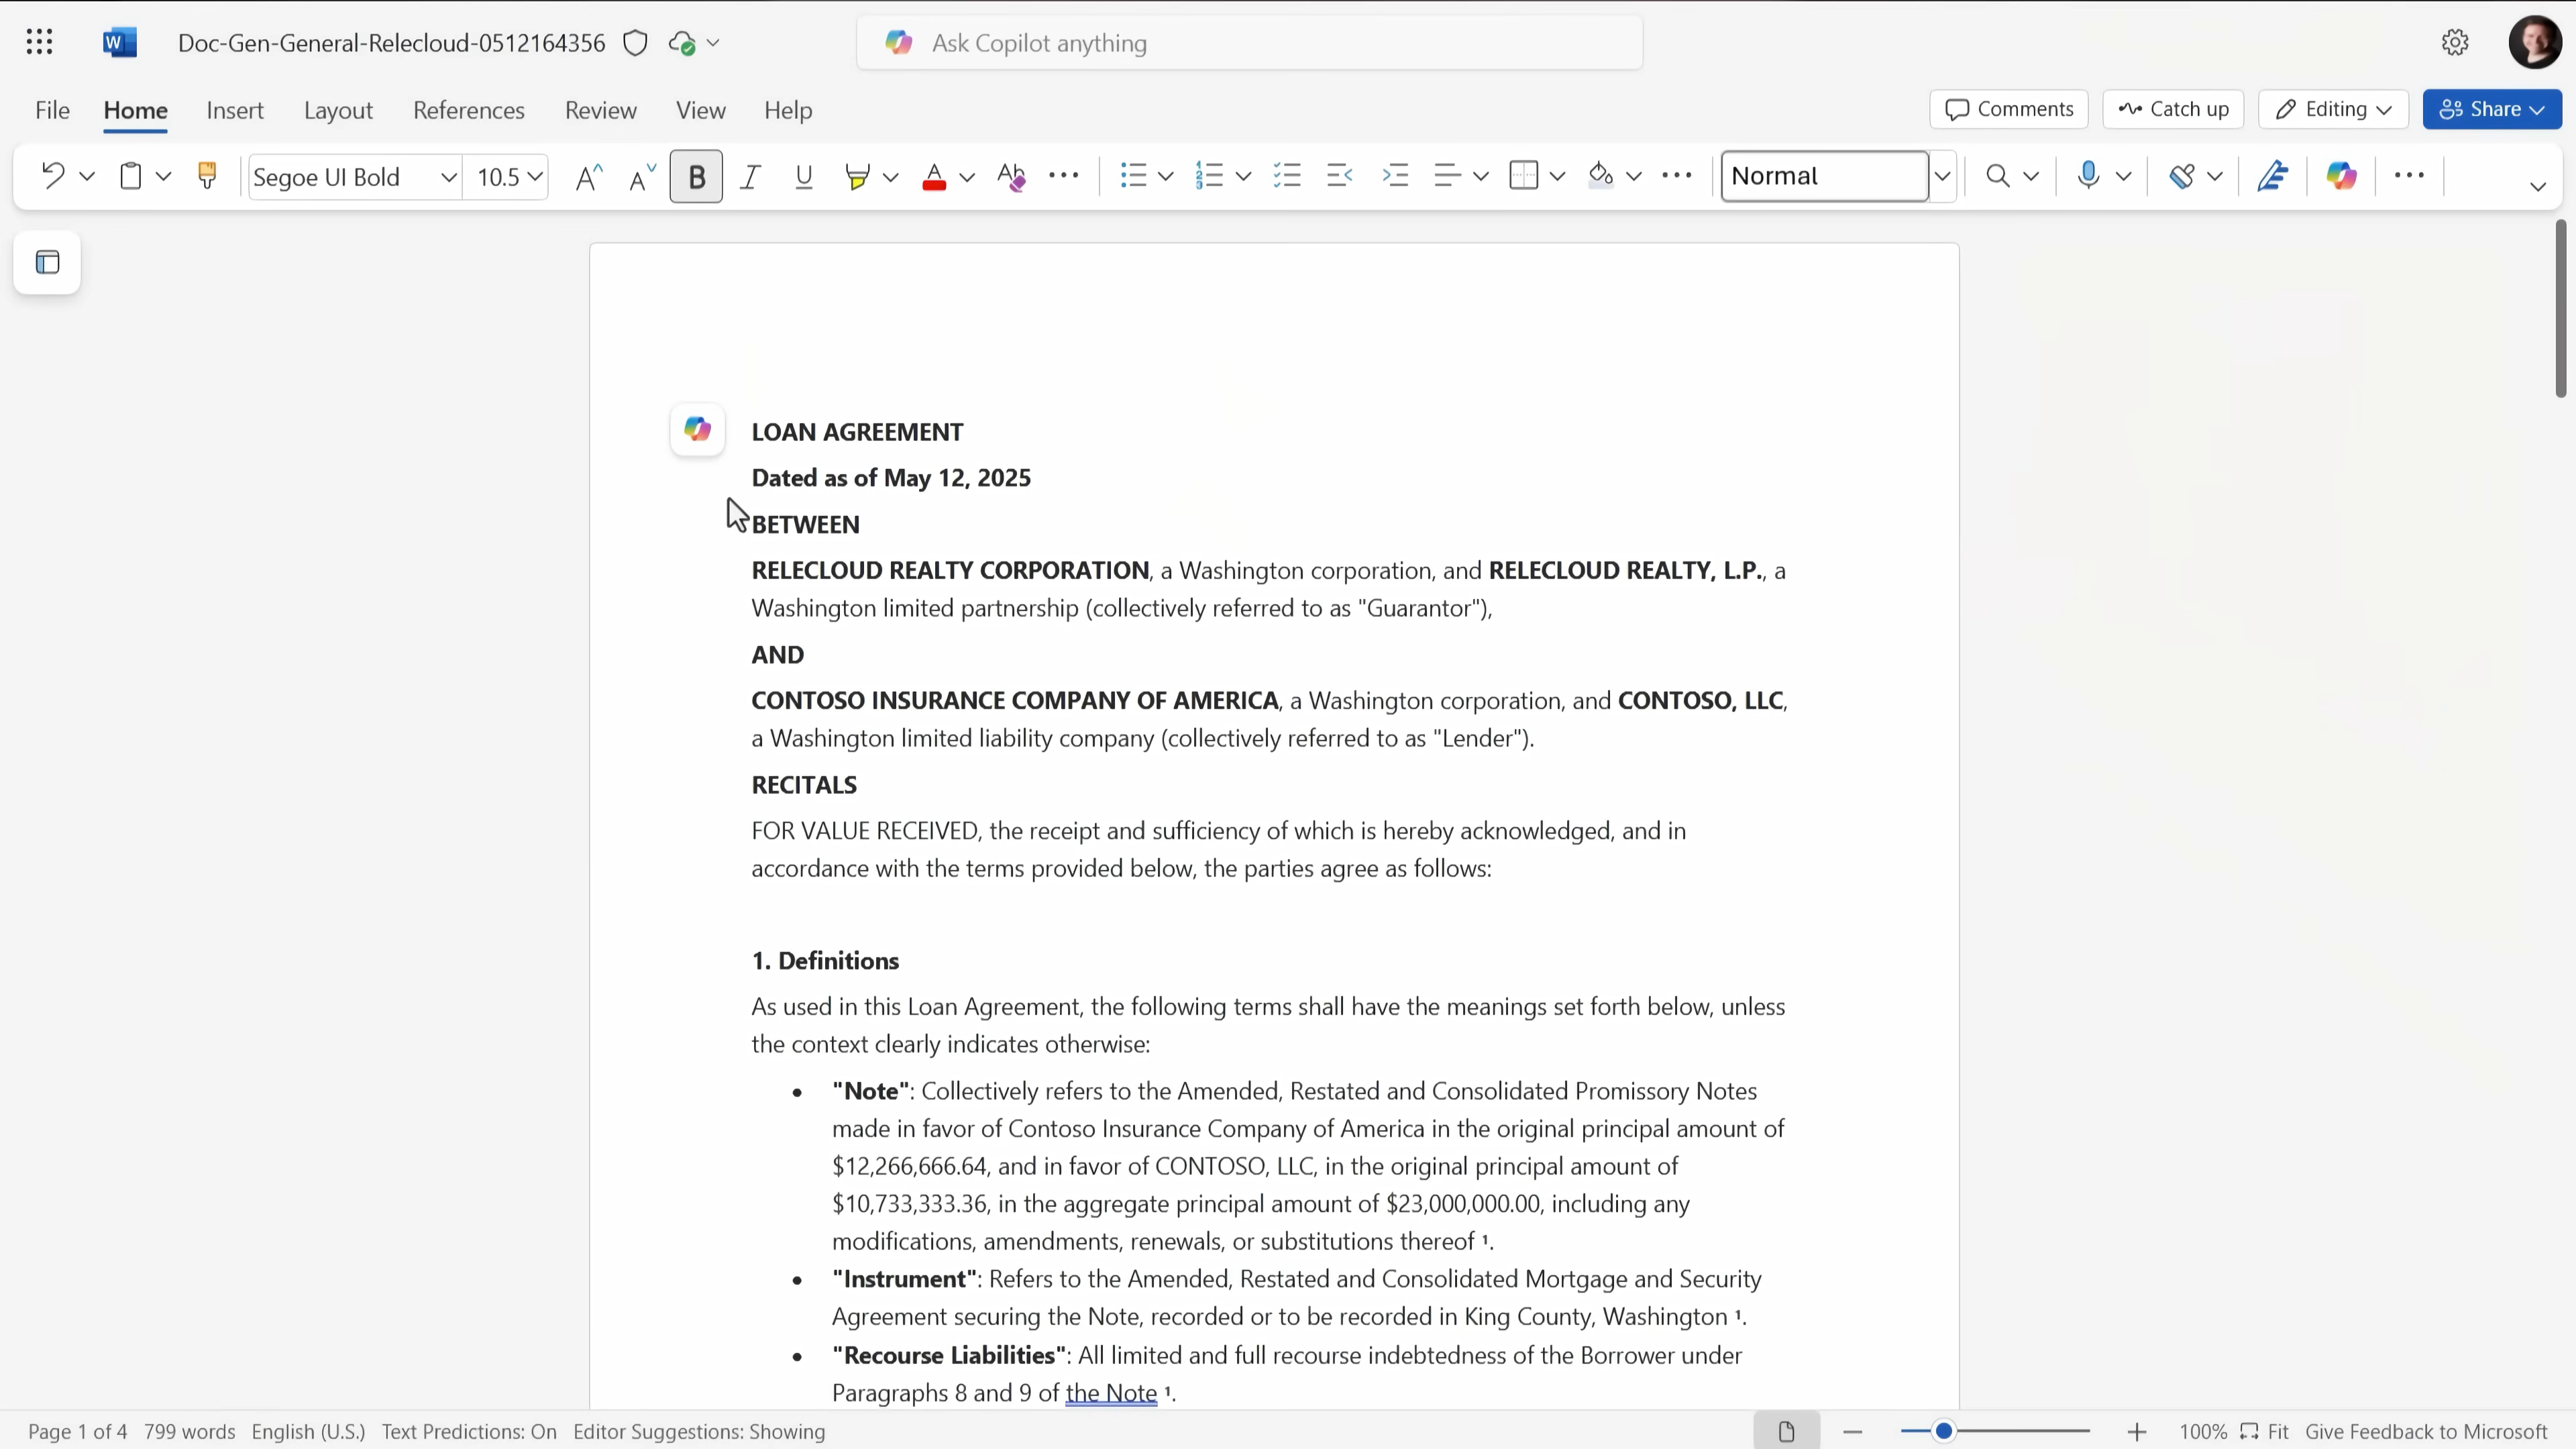 Doc-Gen-General-Relecloud-0512164356
Ask Copilot anything
File Home Insert Layout References Review View Help
Comments Catch up Editing Share
Segoe UI Bold 10.5 Normal
LOAN AGREEMENT
Dated as of May 12, 2025
BETWEEN
RELECLOUD REALTY CORPORATION, a Washington corporation, and RELECLOUD REALTY, L.P., a
Washington limited partnership (collectively referred to as "Guarantor"),
AND
CONTOSO INSURANCE COMPANY OF AMERICA, a Washington corporation, and CONTOSO, LLC,
a Washington limited liability company (collectively referred to as "Lender").
RECITALS
FOR VALUE RECEIVED, the receipt and sufficiency of which is hereby acknowledged, and in
accordance with the terms provided below, the parties agree as follows:
1. Definitions
As used in this Loan Agreement, the following terms shall have the meanings set forth below, unless
the context clearly indicates otherwise:
• "Note": Collectively refers to the Amended, Restated and Consolidated Promissory Notes
made in favor of Contoso Insurance Company of America in the original principal amount of
$12,266,666.64, and in favor of CONTOSO, LLC, in the original principal amount of
$10,733,333.36, in the aggregate principal amount of $23,000,000.00, including any
modifications, amendments, renewals, or substitutions thereof ¹.
• "Instrument": Refers to the Amended, Restated and Consolidated Mortgage and Security
Agreement securing the Note, recorded or to be recorded in King County, Washington ¹.
• "Recourse Liabilities": All limited and full recourse indebtedness of the Borrower under
Paragraphs 8 and 9 of the Note ¹.
Page 1 of 4 799 words English (U.S.) Text Predictions: On Editor Suggestions: Showing 100% Fit Give Feedback to Microsoft